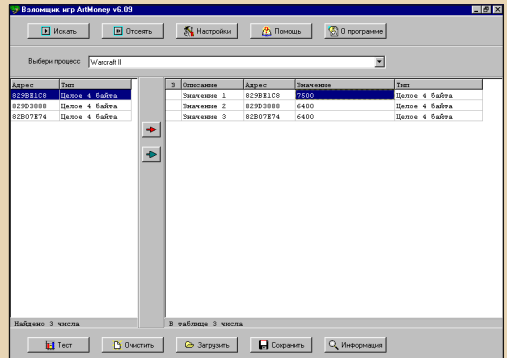 Взломщик игр ArtMoney v6.09
Искать Отсеять Настройки Помощь О программе
Выбери процесс Warcraft II
Адрес Тип З Описание Адрес Значение Тип
829BE1C8 Целое 4 байта Значение 1 829BE1C8 7500 Целое 4 байта
829D3088 Целое 4 байта Значение 2 829D3088 6400 Целое 4 байта
82B07E74 Целое 4 байта Значение 3 82B07E74 6400 Целое 4 байта
Найдено 3 числа В таблице 3 числа
Тест Очистить Загрузить Сохранить Информация